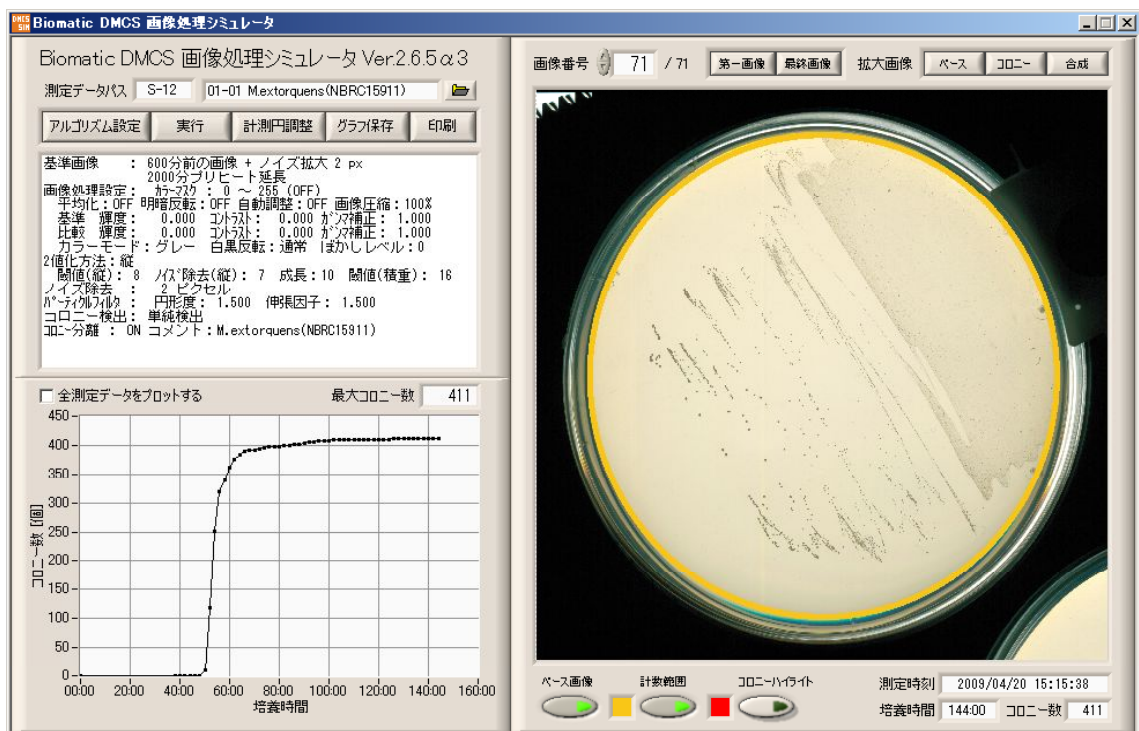 DMCS SIM Biomatic DMCS 画像処理シミュレータ
Biomatic DMCS 画像処理シミュレータ Ver.2.6.5α3
測定データパス S-12 01-01 M.extorquens(NBRC15911)
アルゴリズム設定 実行 計測円調整 グラフ保存 印刷
基準画像 : 600分前の画像 + ノイズ拡大 2 px
2000分プリヒート延長
画像処理設定: カラーマスク : 0 ~ 255 (OFF)
平均化:OFF 明暗反転:OFF 自動調整:OFF 画像圧縮:100%
基準 輝度: 0.000 コントラスト: 0.000 ガンマ補正: 1.000
比較 輝度: 0.000 コントラスト: 0.000 ガンマ補正: 1.000
カラーモード:グレー 白黒反転:通常 ぼかしレベル:0
2値化方法:縦
閾値(縦): 8 ノイズ除去(縦): 7 成長:10 閾値(積重): 16
ノイズ除去 : 2 ピクセル
パーティクルフィルタ : 円形度: 1.500 伸張因子: 1.500
コロニー検出: 単純検出
コロニー分離 : ON コメント:M.extorquens(NBRC15911)
全測定データをプロットする 最大コロニー数 411
コロニー数 [個]
450
400
350
300
250
200
150
100
50
0
00:00 20:00 40:00 60:00 80:00 100:00 120:00 140:00 160:00
培養時間
画像番号 71 / 71 第一画像 最終画像 拡大画像 ベース コロニー 合成
ベース画像 計数範囲 コロニーハイライト
測定時刻 2009/04/20 15:15:38
培養時間 144:00 コロニー数 411